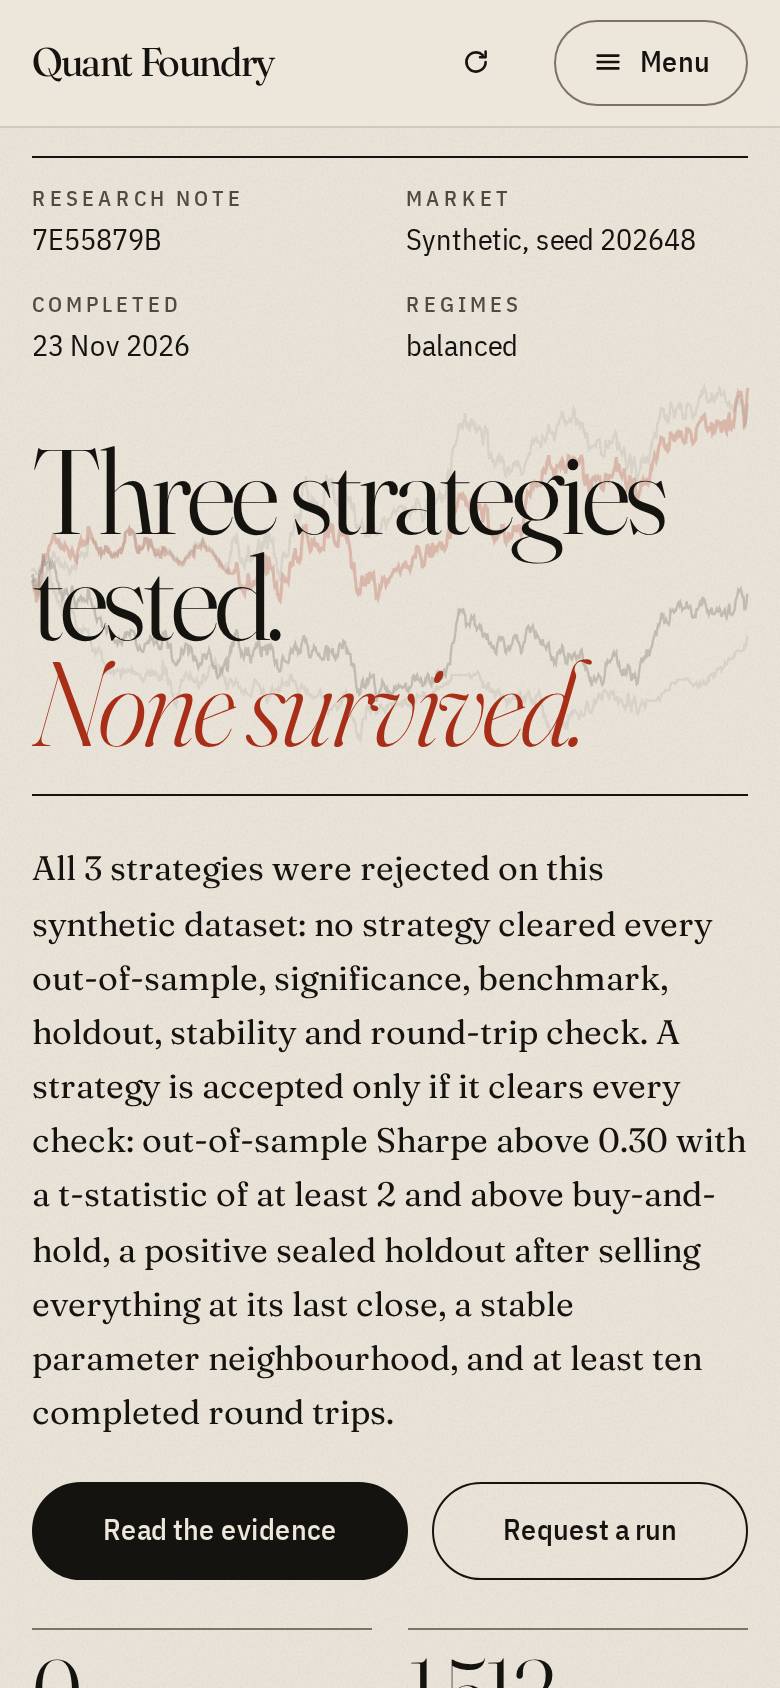 Quant Foundry
Menu
RESEARCH NOTE
7E55879B
MARKET
Synthetic, seed 202648
COMPLETED
23 Nov 2026
REGIMES
balanced
Three strategies
tested.
None survived.
All 3 strategies were rejected on this
synthetic dataset: no strategy cleared every
out-of-sample, significance, benchmark,
holdout, stability and round-trip check. A
strategy is accepted only if it clears every
check: out-of-sample Sharpe above 0.30 with
a t-statistic of at least 2 and above buy-and-
hold, a positive sealed holdout after selling
everything at its last close, a stable
parameter neighbourhood, and at least ten
completed round trips.
Read the evidence
Request a run